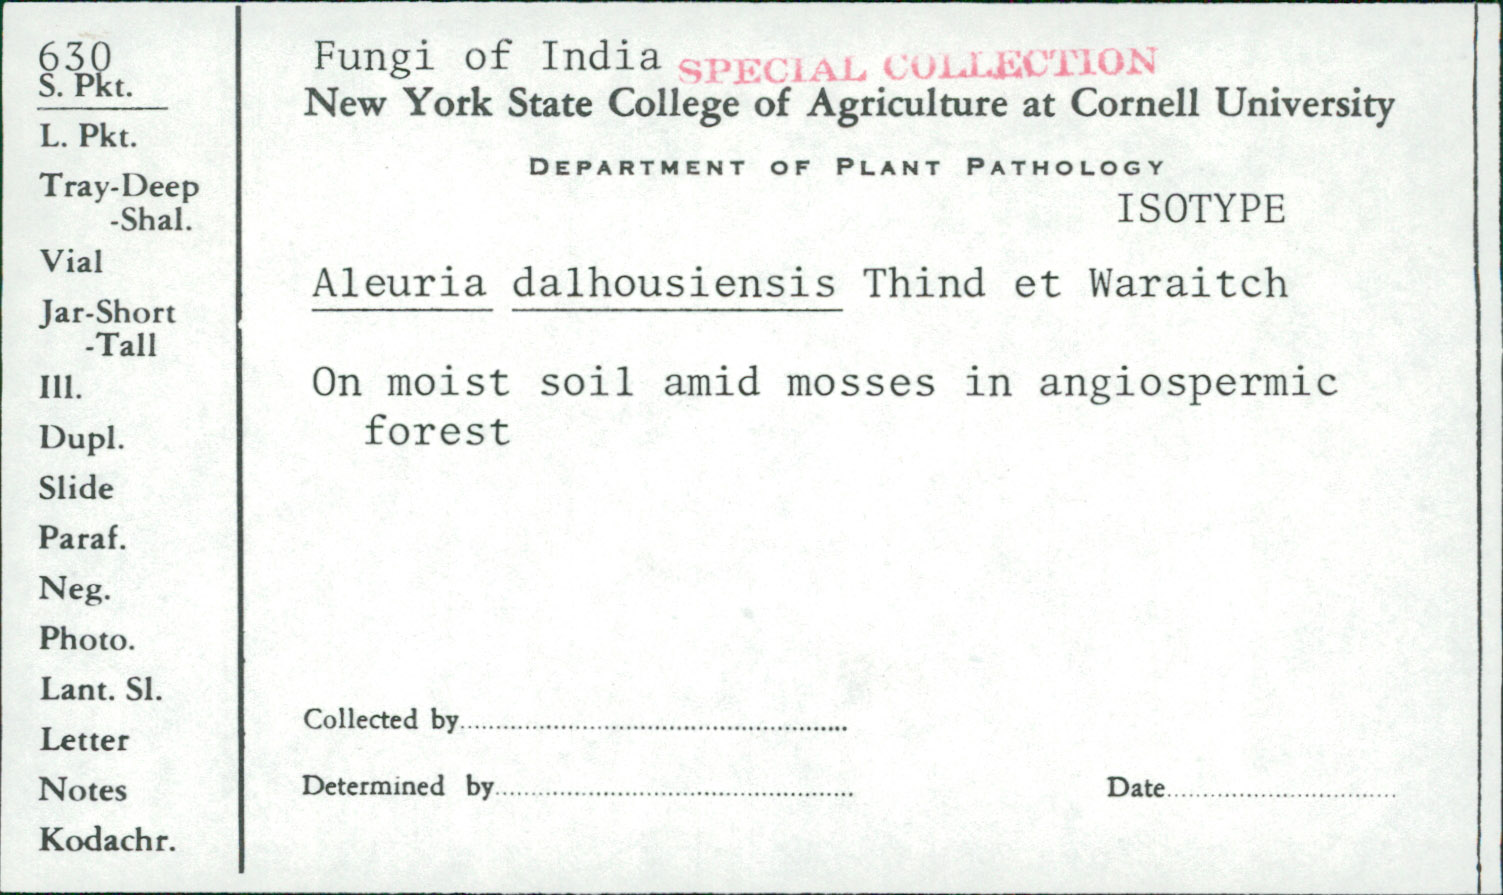 630
S. Pkt.
L. Pkt.
Tray-Deep
-Shal.
Vial
Jar-Short
-Tall
Ill.
Dupl.
Slide
Paraf.
Neg.
Photo.
Lant. Sl.
Letter
Notes
Kodachr.
Fungi of India SPECIAL COLLECTION
New York State College of Agriculture at Cornell University
DEPARTMENT OF PLANT PATHOLOGY
ISOTYPE
Aleuria dalhousiensis Thind et Waraitch
On moist soil amid mosses in angiospermic
forest
Collected by
Determined by Date